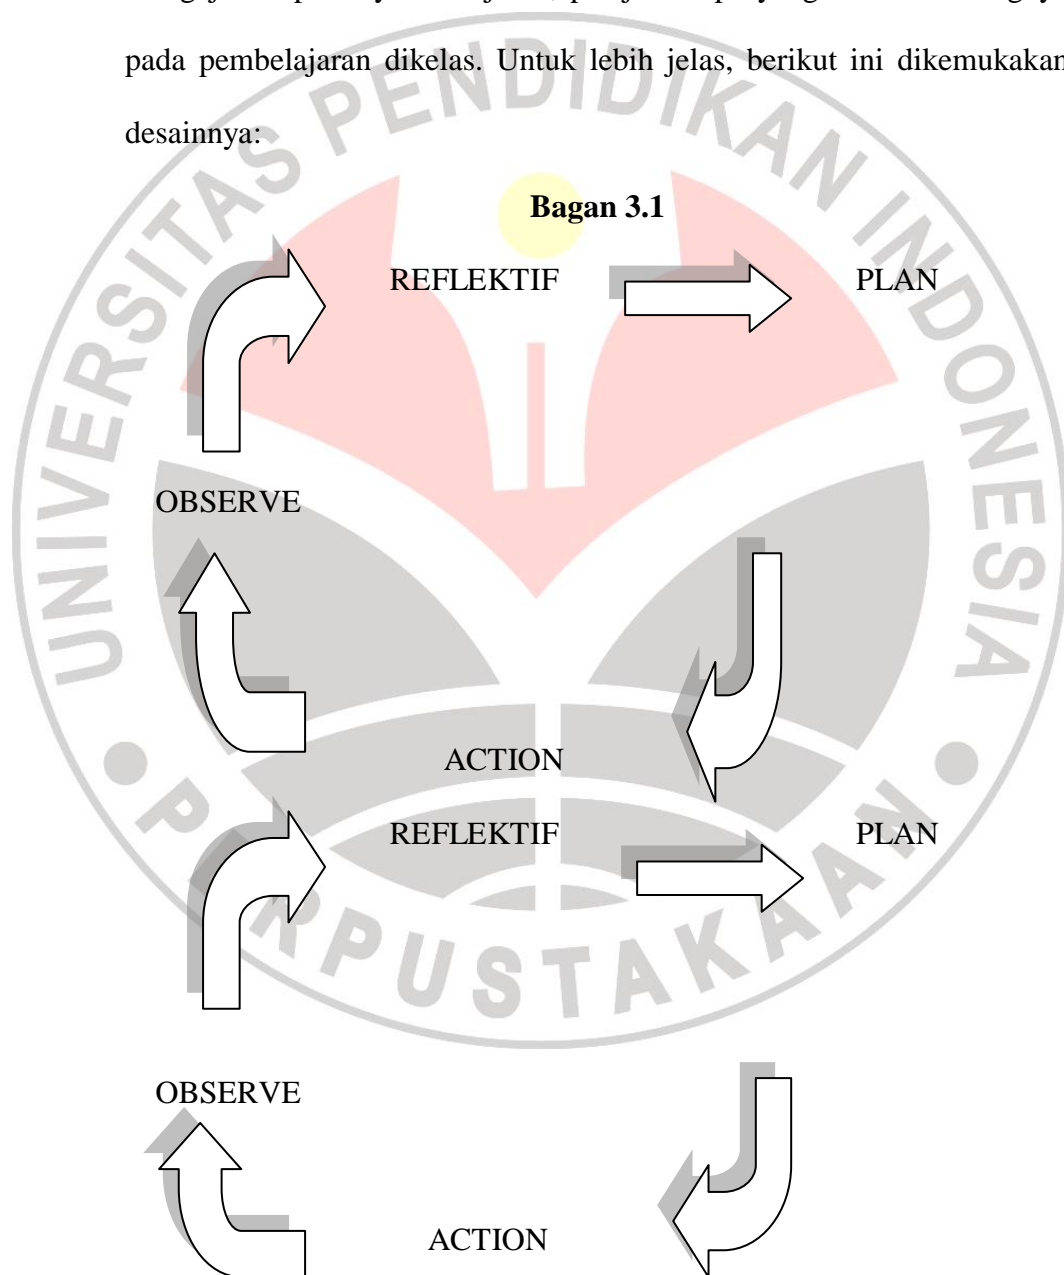 pada pembelajaran dikelas. Untuk lebih jelas, berikut ini dikemukakan
desainnya:
Bagan 3.1
REFLEKTIF PLAN
OBSERVE
ACTION
REFLEKTIF PLAN
OBSERVE
ACTION
UNIVERSITAS PENDIDIKAN INDONESIA
PERPUSTAKAAN